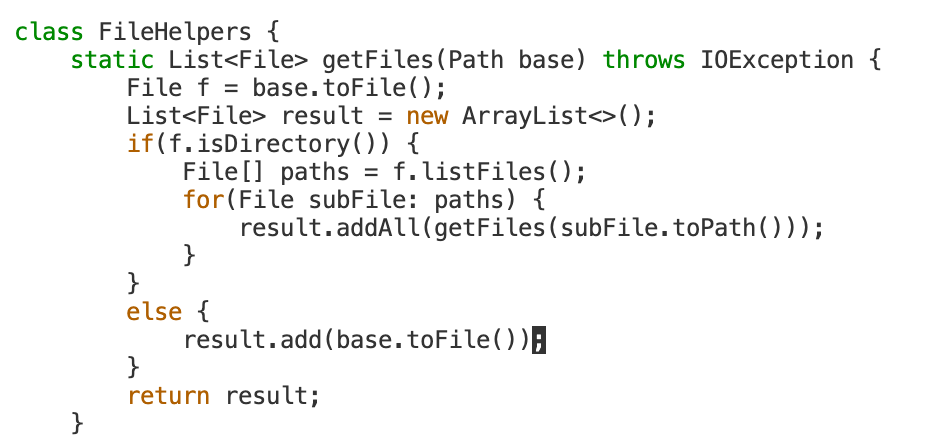 class FileHelpers {
    static List<File> getFiles(Path base) throws IOException {
        File f = base.toFile();
        List<File> result = new ArrayList<>();
        if(f.isDirectory()) {
            File[] paths = f.listFiles();
            for(File subFile: paths) {
                result.addAll(getFiles(subFile.toPath()));
            }
        }
        else {
            result.add(base.toFile());
        }
        return result;
    }